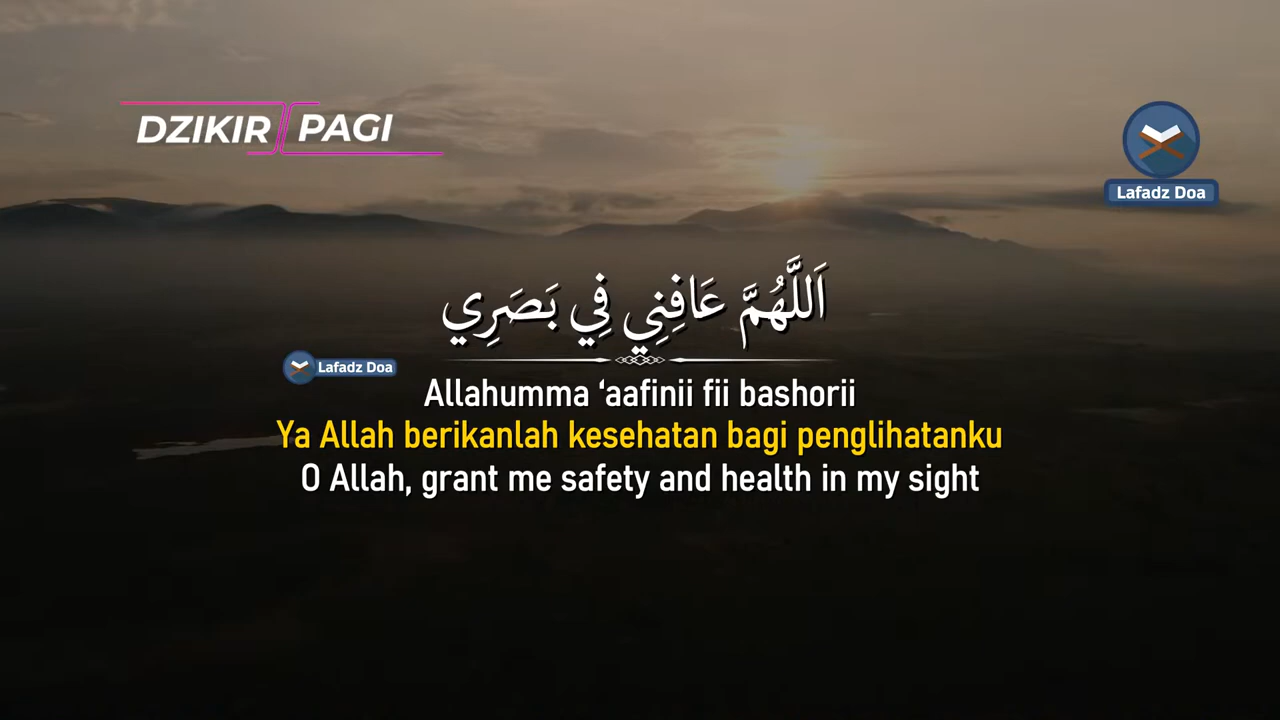 DZIKIR PAGI
Lafadz Doa
اَللَّهُمَّ عَافِنِي فِي بَصَرِي
Lafadz Doa
Allahumma ‘aafinii fii bashorii
Ya Allah berikanlah kesehatan bagi penglihatanku
O Allah, grant me safety and health in my sight